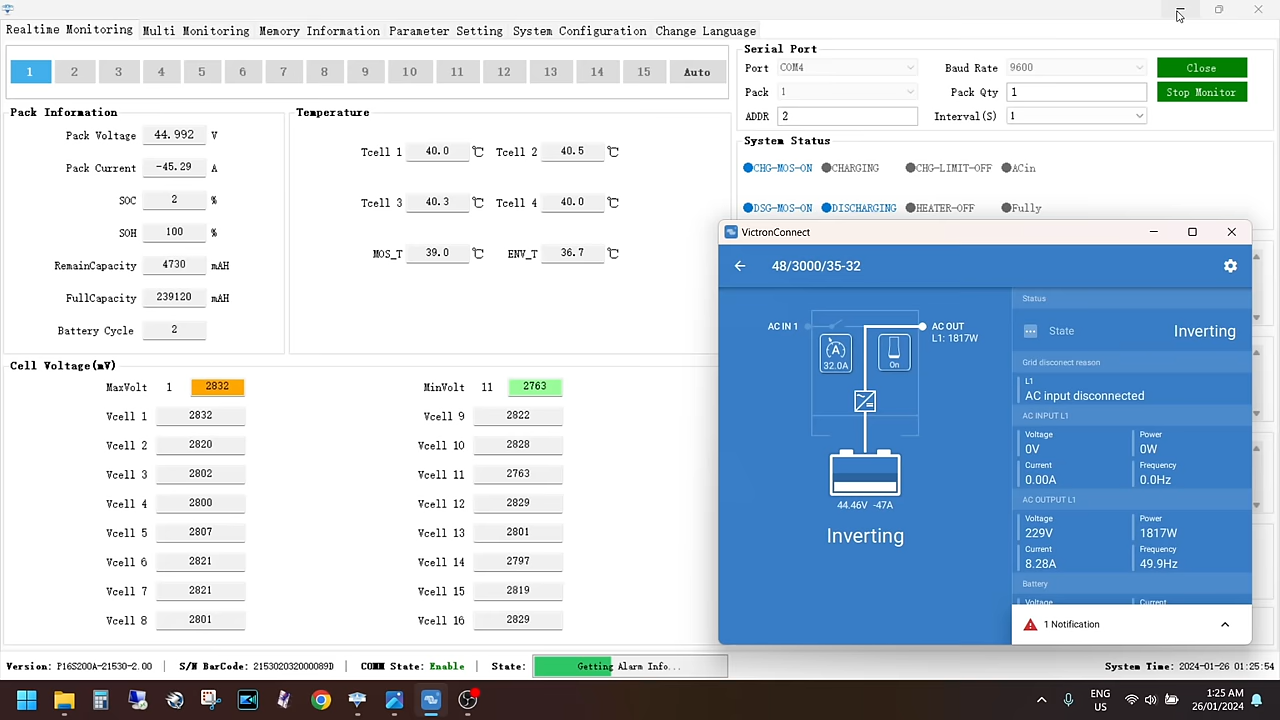 Realtime Monitoring Multi Monitoring Memory Information Parameter Setting System Configuration Change Language
1 2 3 4 5 6 7 8 9 10 11 12 13 14 15 Auto
Serial Port
Port COM4 Baud Rate 9600 Close
Pack 1 Pack Qty 1 Stop Monitor
ADDR 2 Interval(S) 1
Pack Information
Pack Voltage 44.992 V
Pack Current -45.29 A
SOC 2 %
SOH 100 %
RemainCapacity 4730 mAH
FullCapacity 239120 mAH
Battery Cycle 2
Temperature
Tcell 1 40.0 ℃ Tcell 2 40.5 ℃
Tcell 3 40.3 ℃ Tcell 4 40.0 ℃
MOS_T 39.0 ℃ ENV_T 36.7 ℃
System Status
CHG-MOS-ON CHARGING CHG-LIMIT-OFF ACin
DSG-MOS-ON DISCHARGING HEATER-OFF Fully
Cell Voltage(mV)
MaxVolt 1 2832 MinVolt 11 2763
Vcell 1 2832 Vcell 9 2822
Vcell 2 2820 Vcell 10 2828
Vcell 3 2802 Vcell 11 2763
Vcell 4 2800 Vcell 12 2829
Vcell 5 2807 Vcell 13 2801
Vcell 6 2821 Vcell 14 2797
Vcell 7 2821 Vcell 15 2819
Vcell 8 2801 Vcell 16 2829
VictronConnect
48/3000/35-32
AC IN 1
AC OUT
L1: 1817W
32.0A
On
44.46V -47A
Inverting
Status
State Inverting
Grid disconect reason
L1
AC input disconnected
AC INPUT L1
Voltage Power
0V 0W
Current Frequency
0.00A 0.0Hz
AC OUTPUT L1
Voltage Power
229V 1817W
Current Frequency
8.28A 49.9Hz
Battery
Voltage Current
1 Notification
Version: P16S200A-21530-2.00 | S/N BarCode: 2153020320000​89D | COMM State: Enable | State: Getting Alarm Info... System Time: 2024-01-26 01:25:54
ENG
US
1:25 AM
26/01/2024